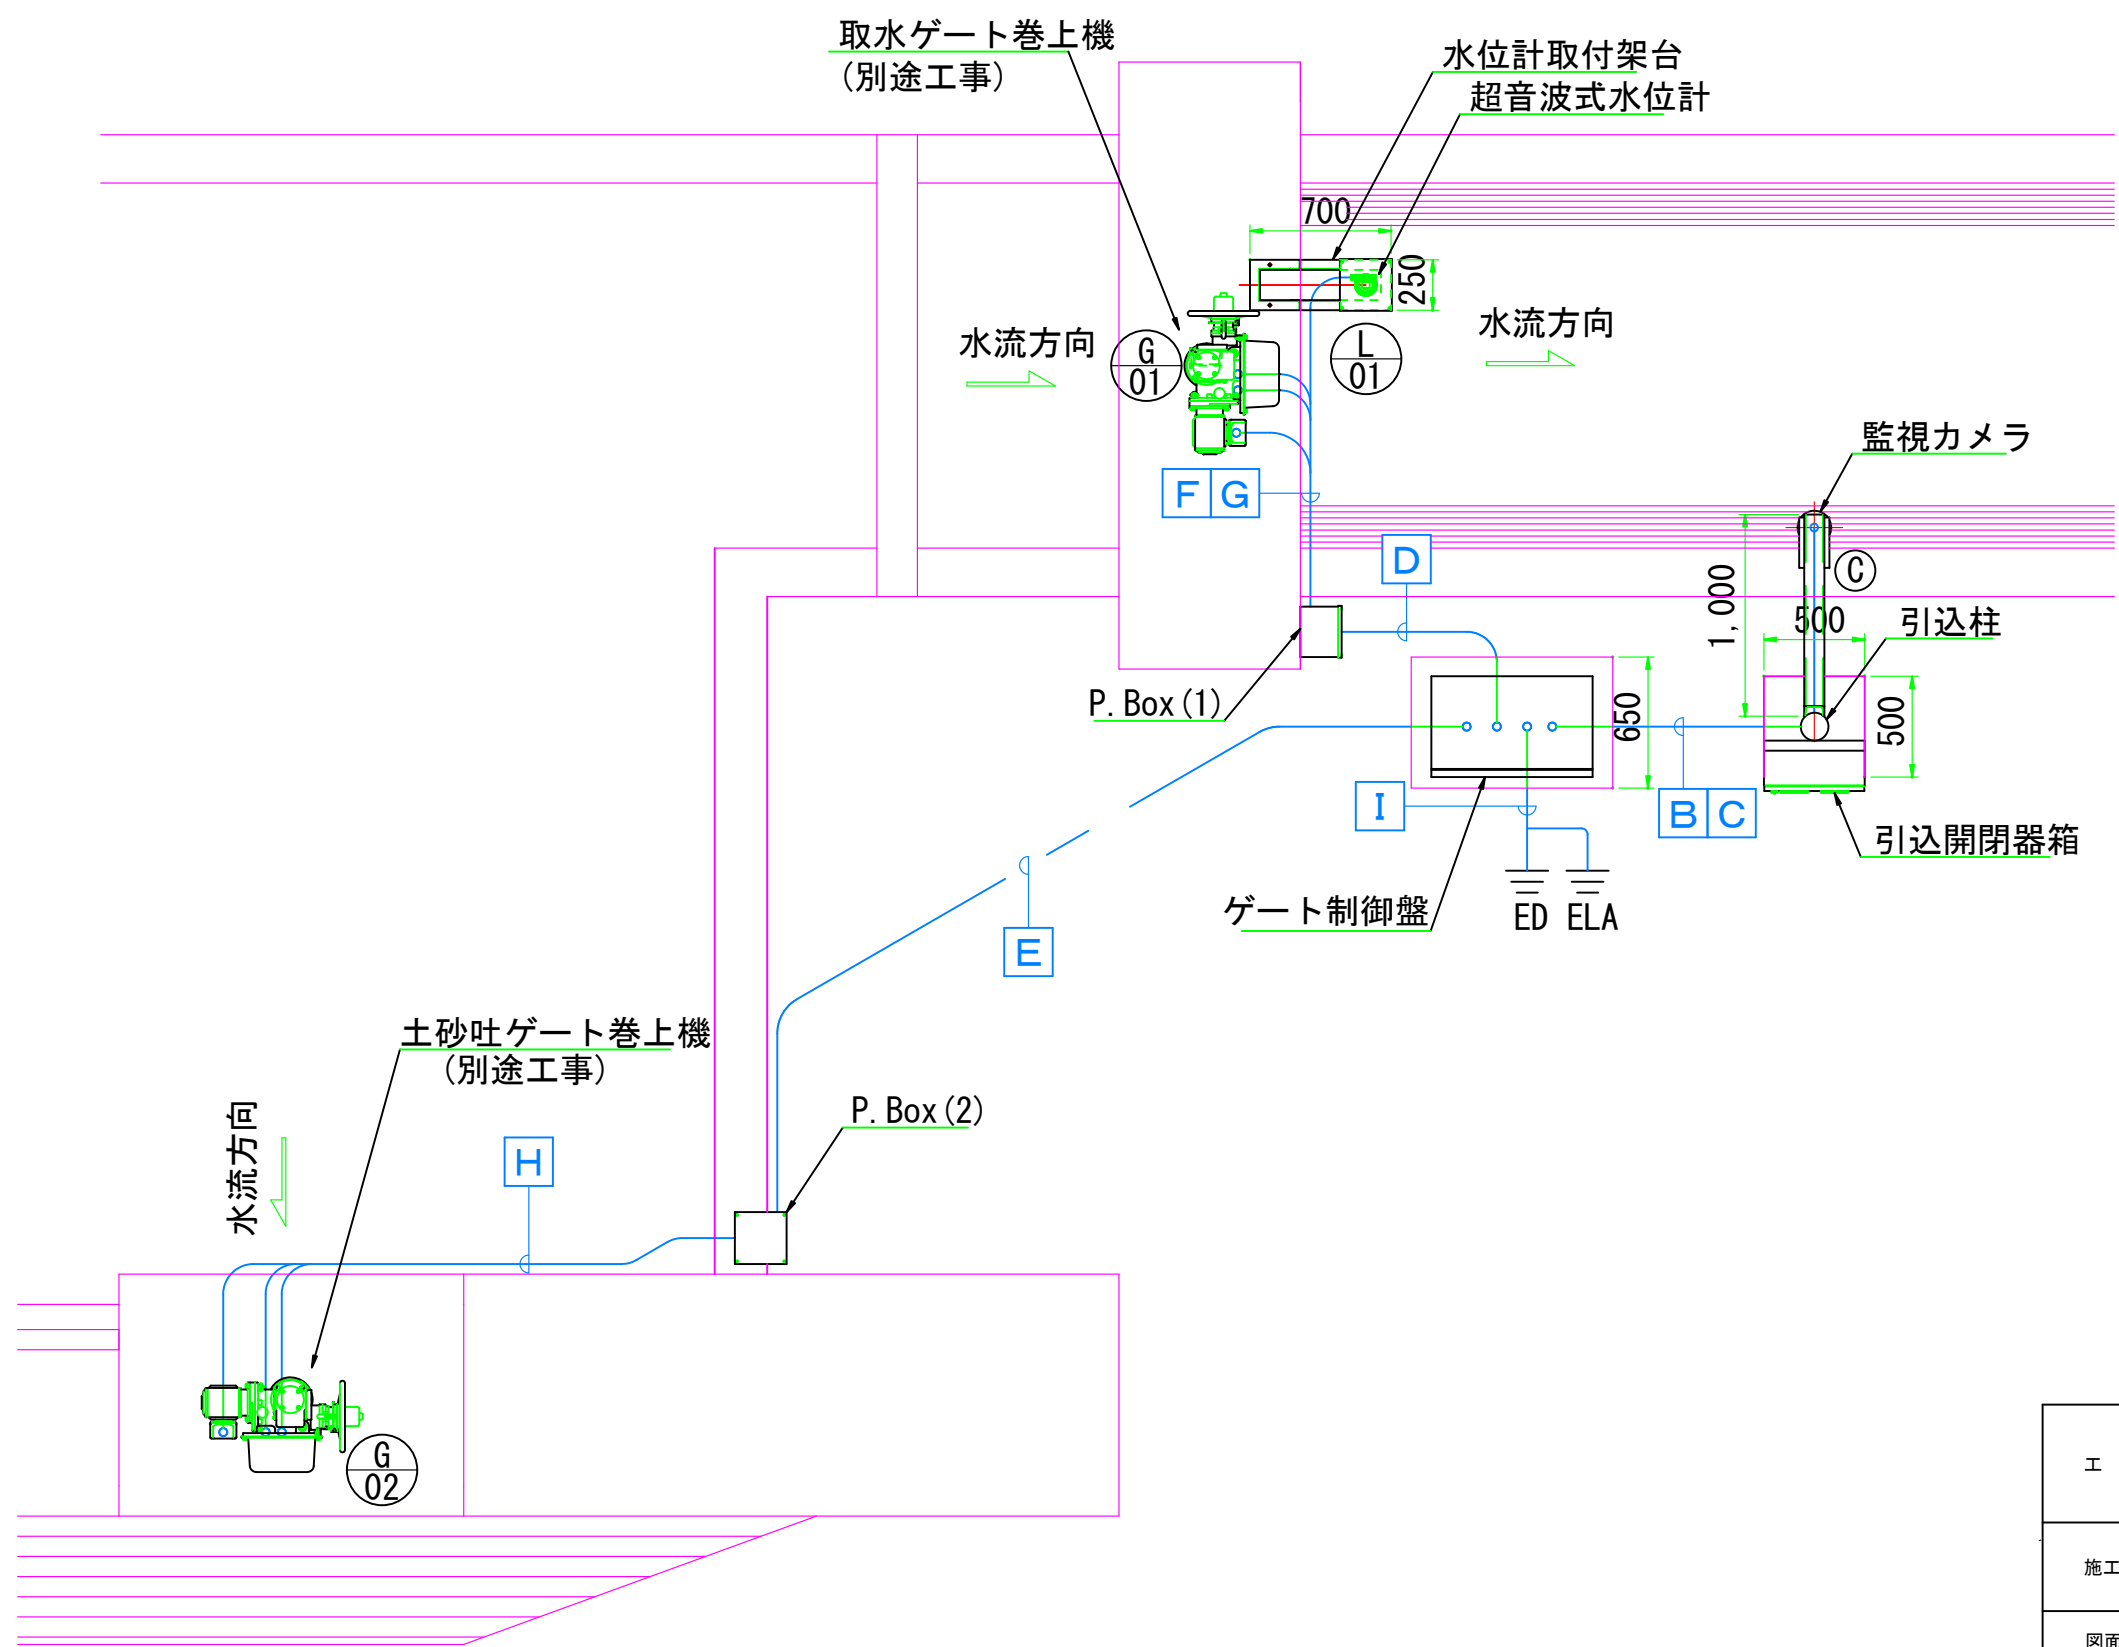 取水ゲート巻上機
(別途工事)
水位計取付架台
超音波式水位計
700
250
水流方向
水流方向
G
01
L
01
監視カメラ
F G
D
C
1,000
500
引込柱
P.Box(1)
650
500
I
B C
引込開閉器箱
ゲート制御盤
ED ELA
E
土砂吐ゲート巻上機
(別途工事)
P.Box(2)
水流方向
H
G
02
工
施工
図面